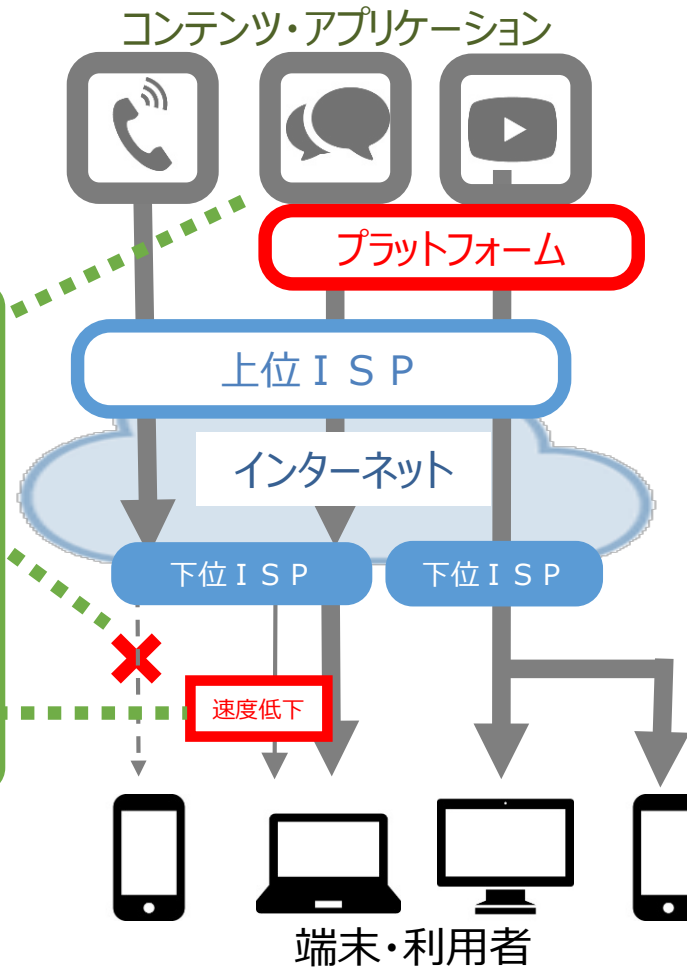 コンテンツ・アプリケーション
プラットフォーム
上位ＩＳＰ
インターネット
下位ＩＳＰ
下位ＩＳＰ
速度低下
端末・利用者